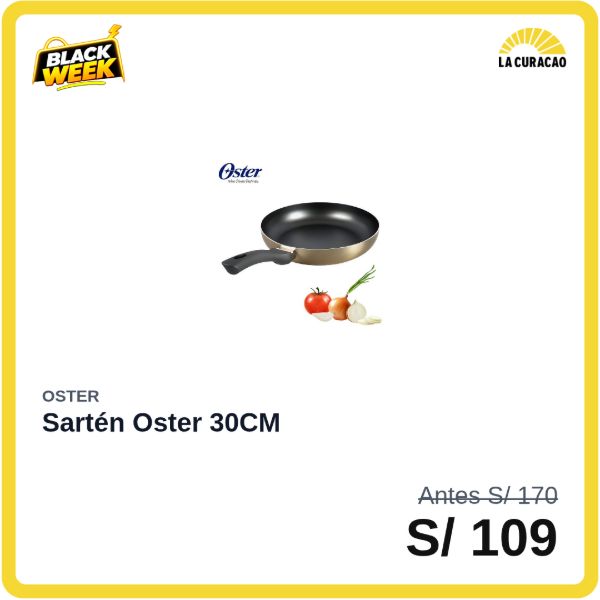 BLACK
WEEK
LA CURACAO
Oster
OSTER
Sartén Oster 30CM
Antes S/ 170
S/ 109